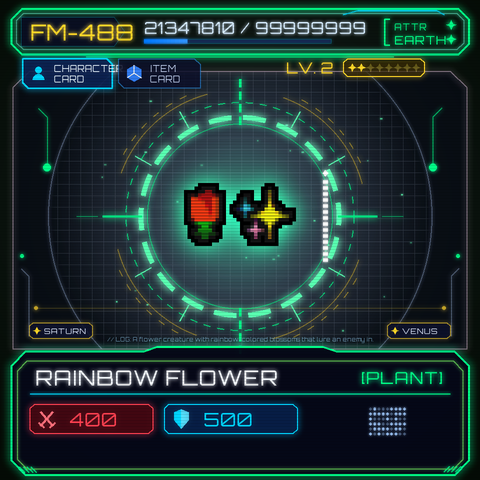 FM-488
21347810 / 99999999
ATTR
EARTH
CHARACTER
CARD
ITEM
CARD
LV.2
SATURN
VENUS
// LOG: A flower creature with rainbow-colored blossoms that lure an enemy in
RAINBOW FLOWER
[PLANT]
400
500